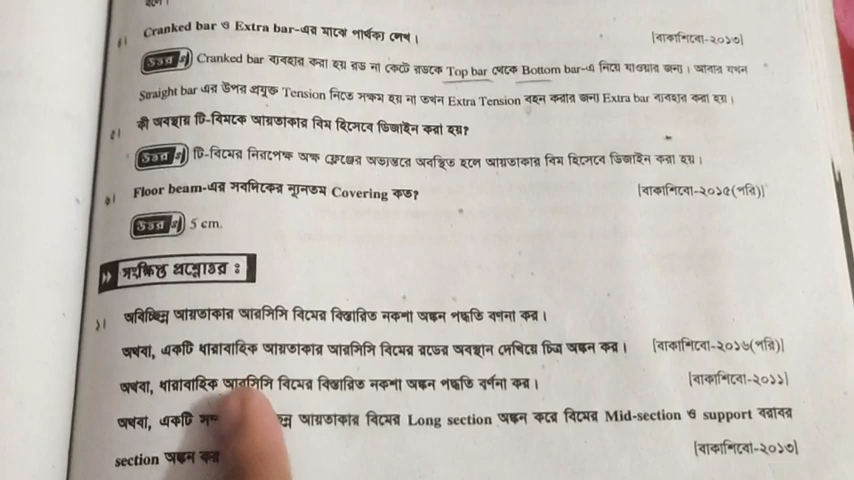 হবে।
১। Cranked bar ও Extra bar-এর মাঝে পার্থক্য লেখ। [বাকাশিবো-২০১৩]
উত্তর Cranked bar ব্যবহার করা হয় রড না কেটে রডকে Top bar থেকে Bottom bar-এ নিয়ে যাওয়ার জন্য। আবার যখন
Straight bar এর উপর প্রযুক্ত Tension নিতে সক্ষম হয় না তখন Extra Tension বহন করার জন্য Extra bar ব্যবহার করা হয়।
৫। কী অবস্থায় টি-বিমকে আয়তাকার বিম হিসেবে ডিজাইন করা হয়?
উত্তর টি-বিমের নিরপেক্ষ অক্ষ ফ্লেঞ্জের অভ্যন্তরে অবস্থিত হলে আয়তাকার বিম হিসেবে ডিজাইন করা হয়।
Floor beam-এর সবদিকের ন্যূনতম Covering কত? [বাকাশিবো-২০১৫(পরি)]
উত্তর 5 cm.
সংক্ষিপ্ত প্রশ্নোত্তর :
১। অবিচ্ছিন্ন আয়তাকার আরসিসি বিমের বিস্তারিত নকশা অঙ্কন পদ্ধতি বর্ণনা কর।
অথবা, একটি ধারাবাহিক আয়তাকার আরসিসি বিমের রডের অবস্থান দেখিয়ে চিত্র অঙ্কন কর। [বাকাশিবো-২০১৬(পরি)]
অথবা, ধারাবাহিক আরসিসি বিমের বিস্তারিত নকশা অঙ্কন পদ্ধতি বর্ণনা কর। [বাকাশিবো-২০১১]
অথবা, একটি আয়তাকার বিমের Long section অঙ্কন করে বিমের Mid-section ও support বরাবর
section অঙ্কন কর [বাকাশিবো-২০১৩]